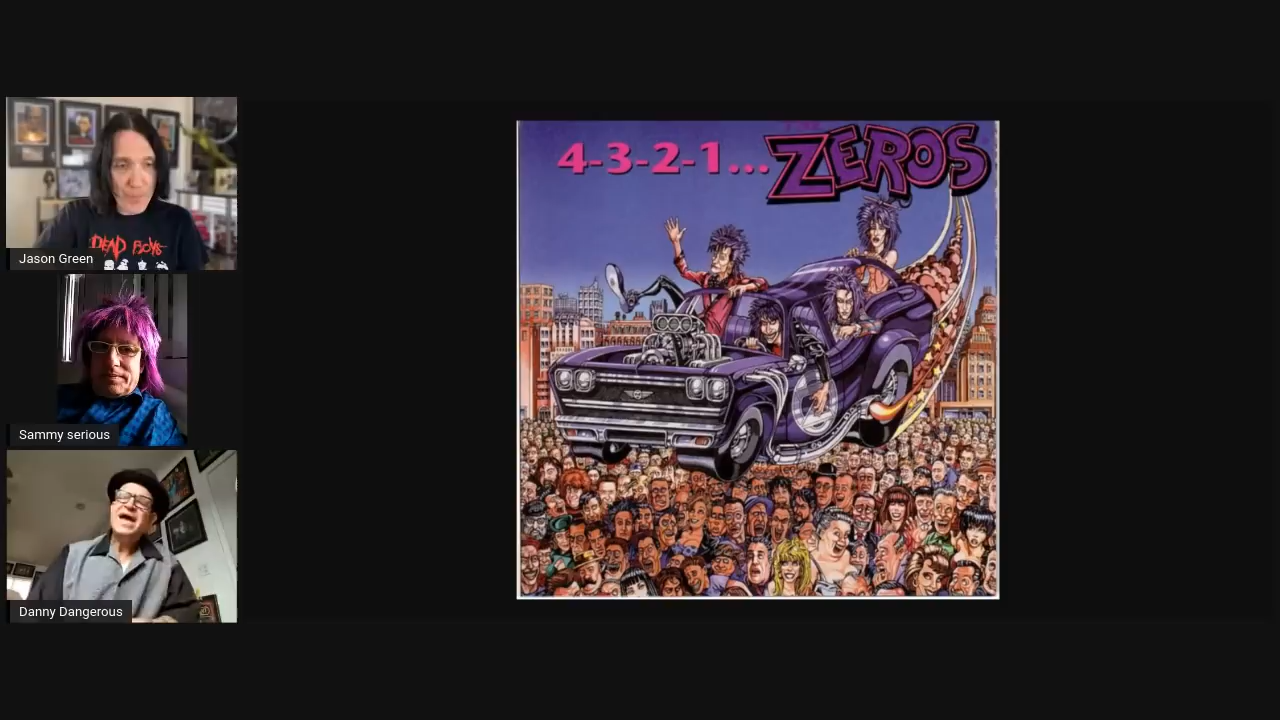 4-3-2-1...ZEROS
DEAD BOYS
Jason Green
Sammy serious
Danny Dangerous